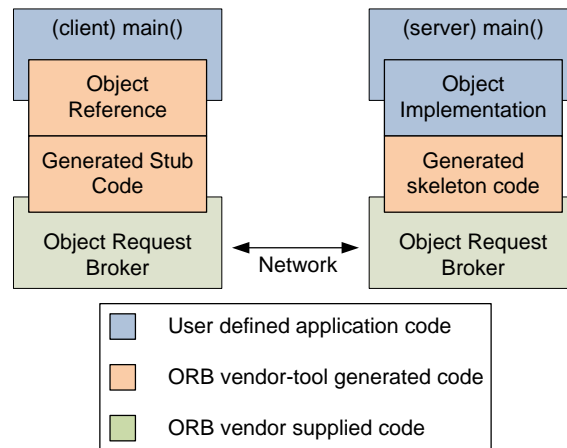 (client) main()
Object
Reference
Generated Stub
Code
Object Request
Broker
Network
(server) main()
Object
Implementation
Generated
skeleton code
Object Request
Broker
User defined application code
ORB vendor-tool generated code
ORB vendor supplied code